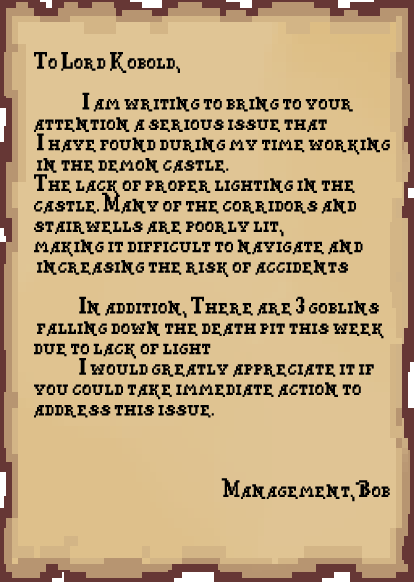 To Lord Kobold,
I am writing to bring to your
attention a serious issue that
I have found during my time working
in the demon castle.
The lack of proper lighting in the
castle. Many of the corridors and
stairwells are poorly lit,
making it difficult to navigate and
increasing the risk of accidents
In addition, There are 3 goblins
falling down the death pit this week
due to lack of light
I would greatly appreciate it if
you could take immediate action to
address this issue.
Management, Bob